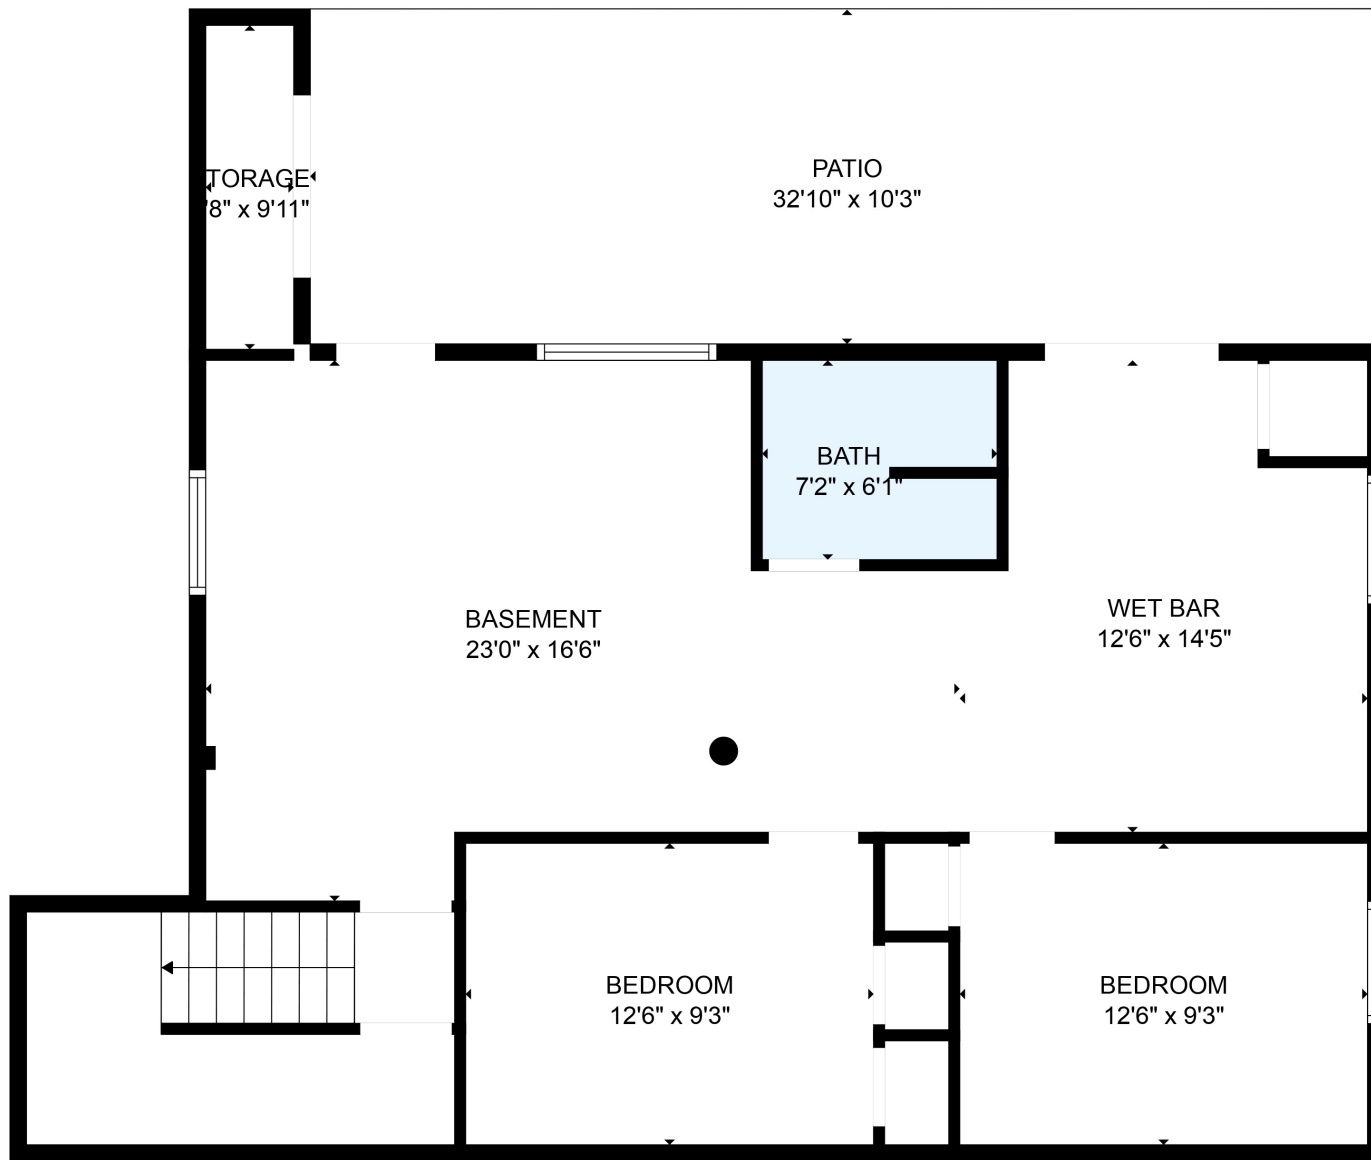 PATIO
32'10" x 10'3"
TORAGE
'8" x 9'11"
BATH
7'2" x 6'1"
BASEMENT
23'0" x 16'6"
WET BAR
12'6" x 14'5"
BEDROOM
12'6" x 9'3"
BEDROOM
12'6" x 9'3"